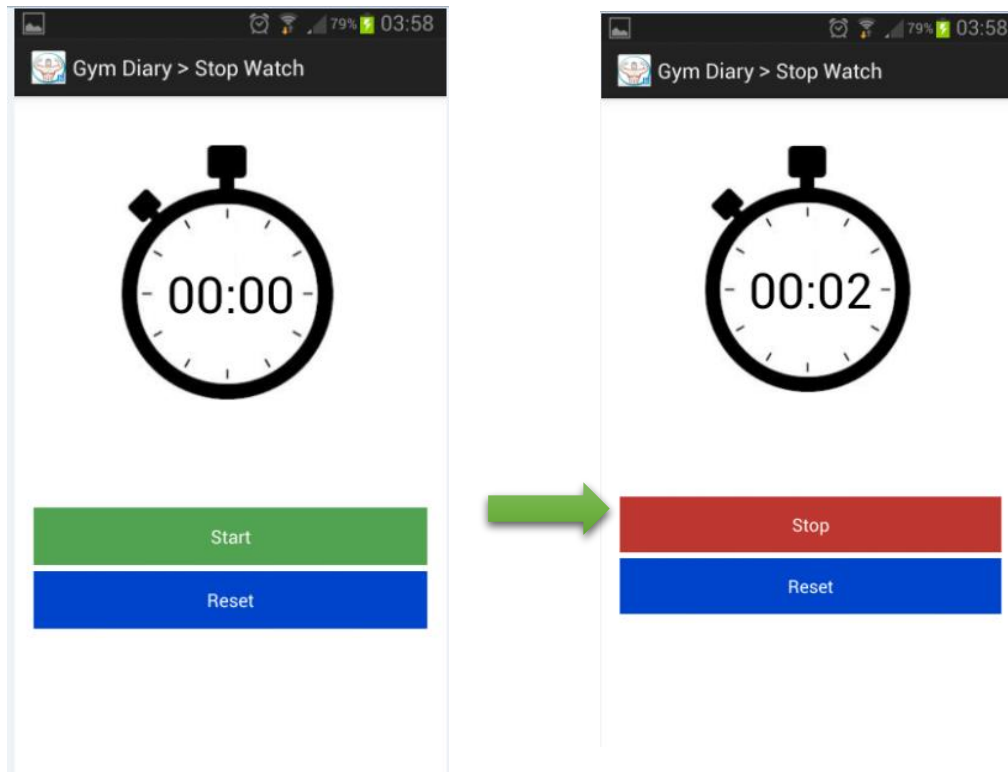 79% 03:58
Gym Diary > Stop Watch
00:00
Start
Reset
79% 03:58
Gym Diary > Stop Watch
00:02
Stop
Reset